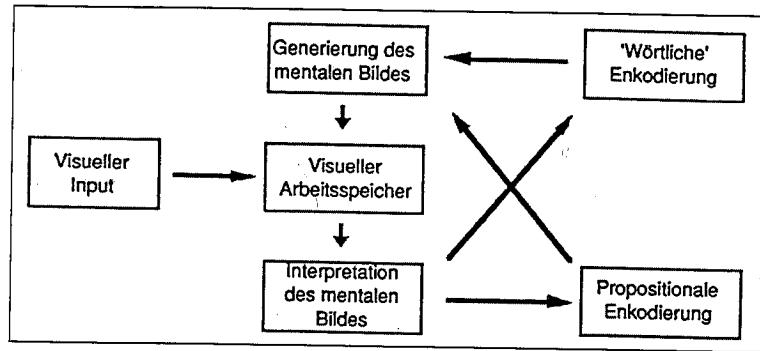 Generierung des
mentalen Bildes
'Wörtliche'
Enkodierung
Visueller
Input
Visueller
Arbeitsspeicher
Interpretation
des mentalen
Bildes
Propositionale
Enkodierung